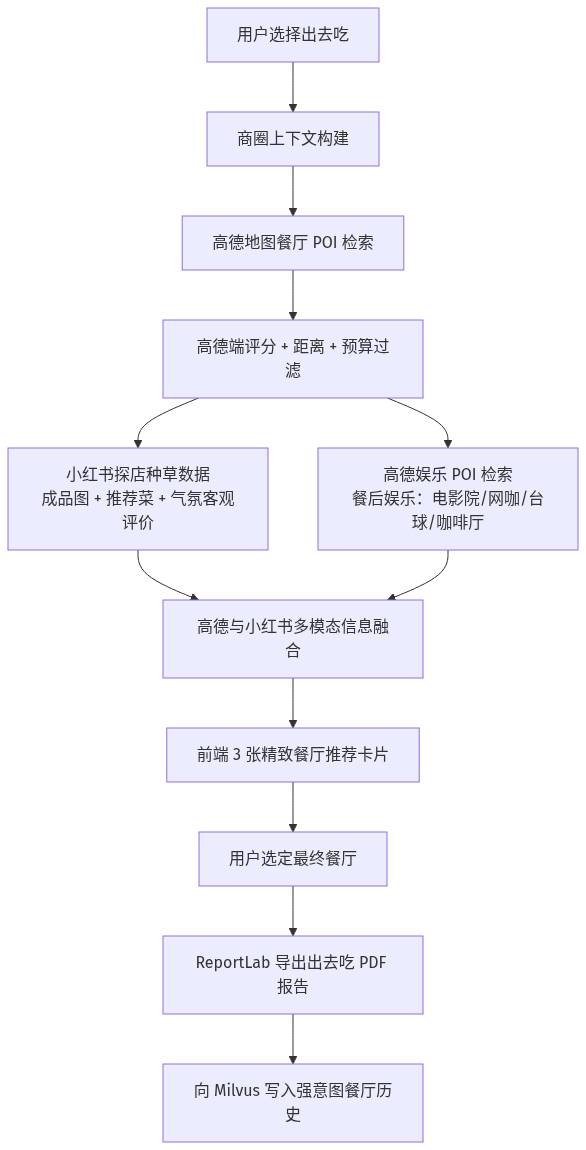 用户选择出去吃
商圈上下文构建
高德地图餐厅 POI 检索
高德端评分 + 距离 + 预算过
滤
小红书探店种草数据
成品图 + 推荐菜 + 气氛客观
评价
高德娱乐 POI 检索
餐后娱乐：电影院/网咖/台
球/咖啡厅
高德与小红书多模态信息融
合
前端 3 张精致餐厅推荐卡片
用户选定最终餐厅
ReportLab 导出出去吃 PDF
报告
向 Milvus 写入强意图餐厅历
史